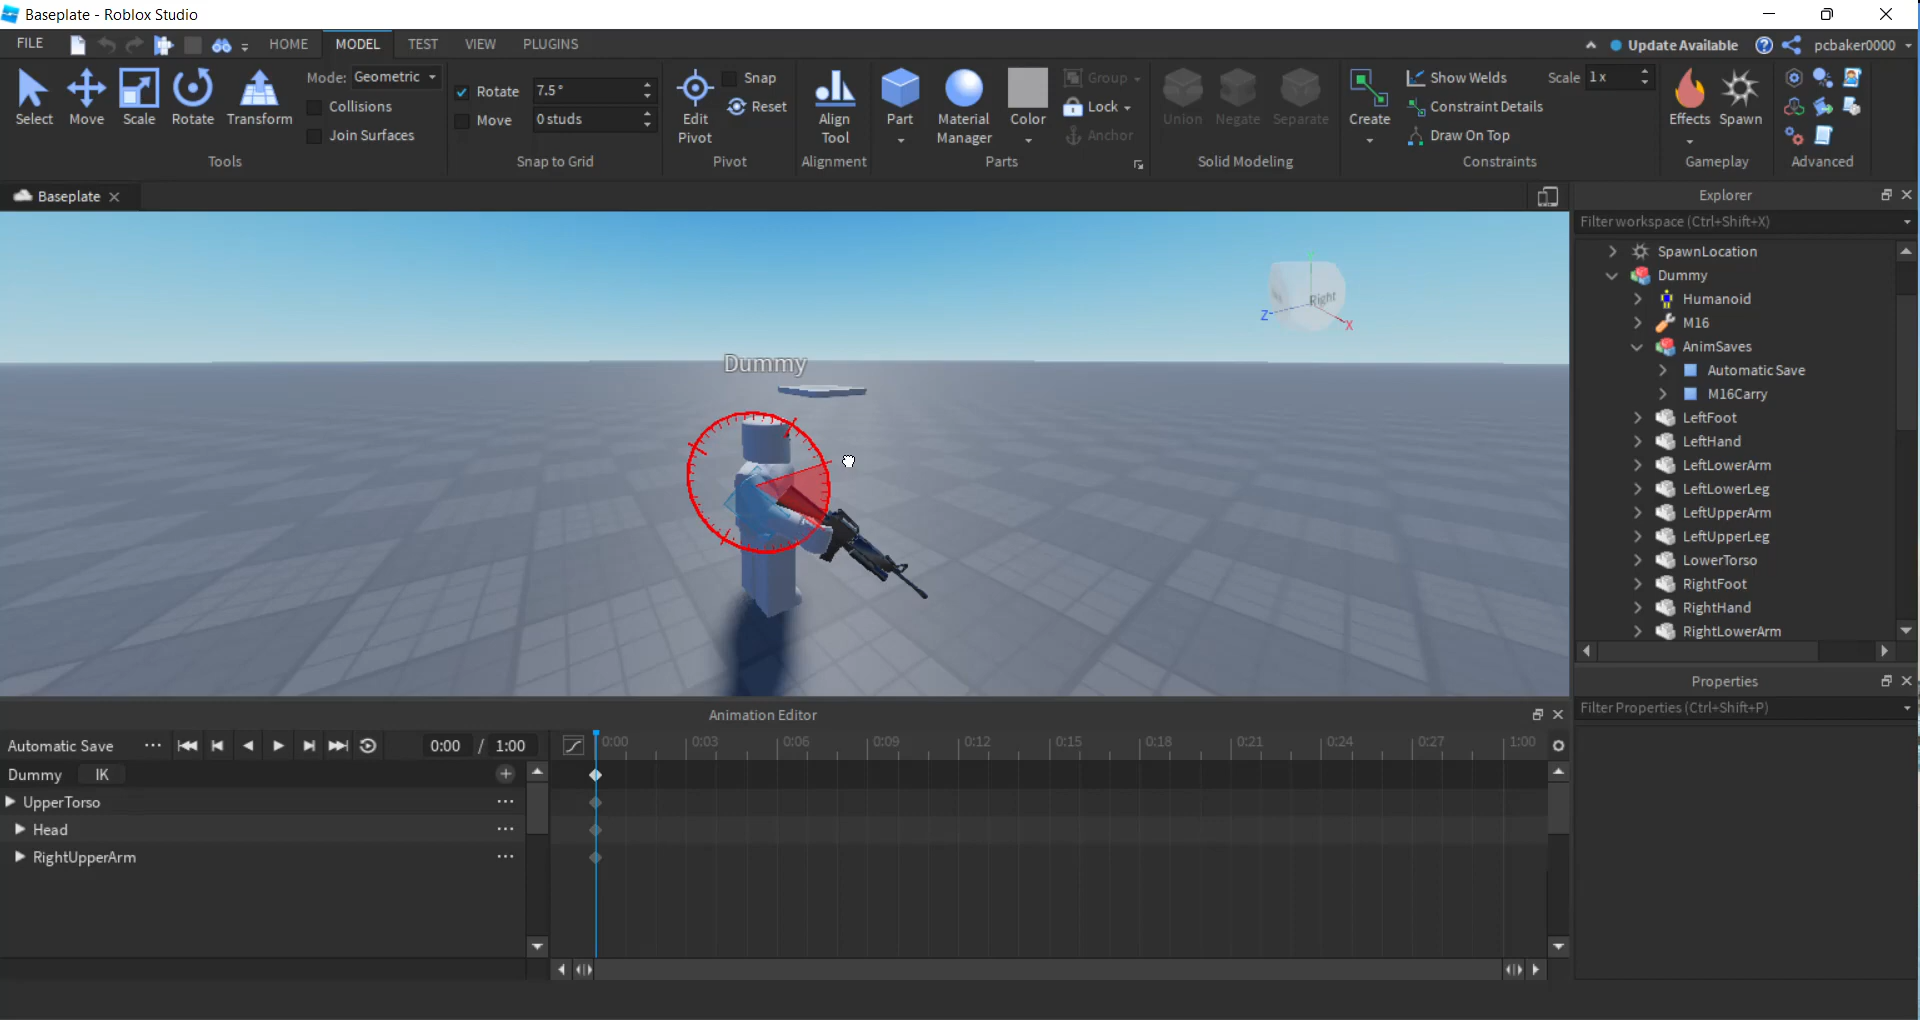 Baseplate - Roblox Studio
FILE HOME MODEL TEST VIEW PLUGINS Update Available pcbaker0000
Select Move Scale Rotate Transform
Mode: Geometric
Collisions
Join Surfaces
Tools
Rotate 7.5°
Move 0 studs
Snap to Grid
Edit Pivot
Snap
Reset
Pivot
Align Tool
Alignment
Part
Material Manager
Color
Group
Lock
Anchor
Parts
Union Negate Separate
Solid Modeling
Create
Show Welds Scale 1 x
Constraint Details
Draw On Top
Constraints
Effects Spawn
Gameplay
Advanced
Baseplate
Dummy
Right
Z
X
Explorer
Filter workspace (Ctrl+Shift+X)
SpawnLocation
Dummy
Humanoid
M16
AnimSaves
Automatic Save
M16Carry
LeftFoot
LeftHand
LeftLowerArm
LeftLowerLeg
LeftUpperArm
LeftUpperLeg
LowerTorso
RightFoot
RightHand
RightLowerArm
Properties
Filter Properties (Ctrl+Shift+P)
Animation Editor
Automatic Save ... 0:00 / 1:00 0:00 0:03 0:06 0:09 0:12 0:15 0:18 0:21 0:24 0:27 1:00
Dummy IK
UpperTorso ...
Head ...
RightUpperArm ...